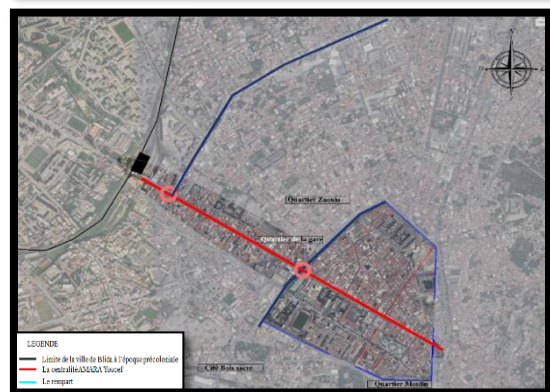 N
Quartier Zaouia
Quartier de la gare
Cité Bois sacré
Quartier Moulin
LEGENDE
Limite de la ville de Blida à l'époque précoloniale
La centralité AMARA Youcef
Le rempart